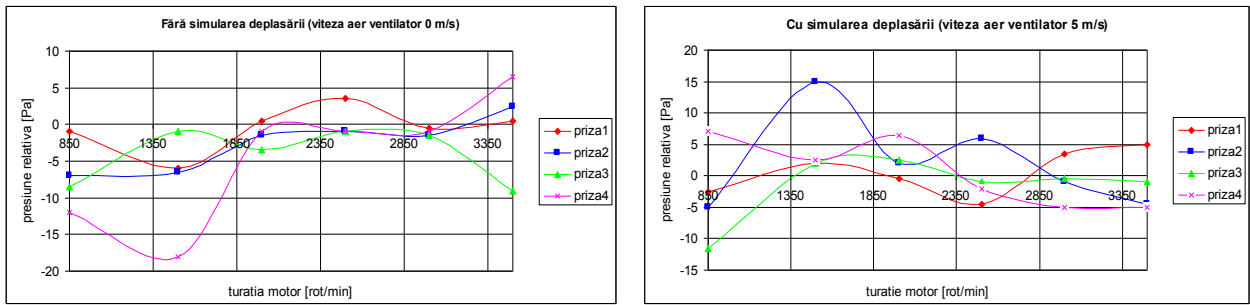 Fără simularea deplasării (viteza aer ventilator 0 m/s)
10
5
0
-5
-10
-15
-20
850 1350 1850 2350 2850 3350
presiune relativa [Pa]
turatia motor [rot/min]
priza1
priza2
priza3
priza4
Cu simularea deplasării (viteza aer ventilator 5 m/s)
20
15
10
5
0
-5
-10
-15
850 1350 1850 2350 2850 3350
presiune relativa [Pa]
turatie motor [rot/min]
priza1
priza2
priza3
priza4